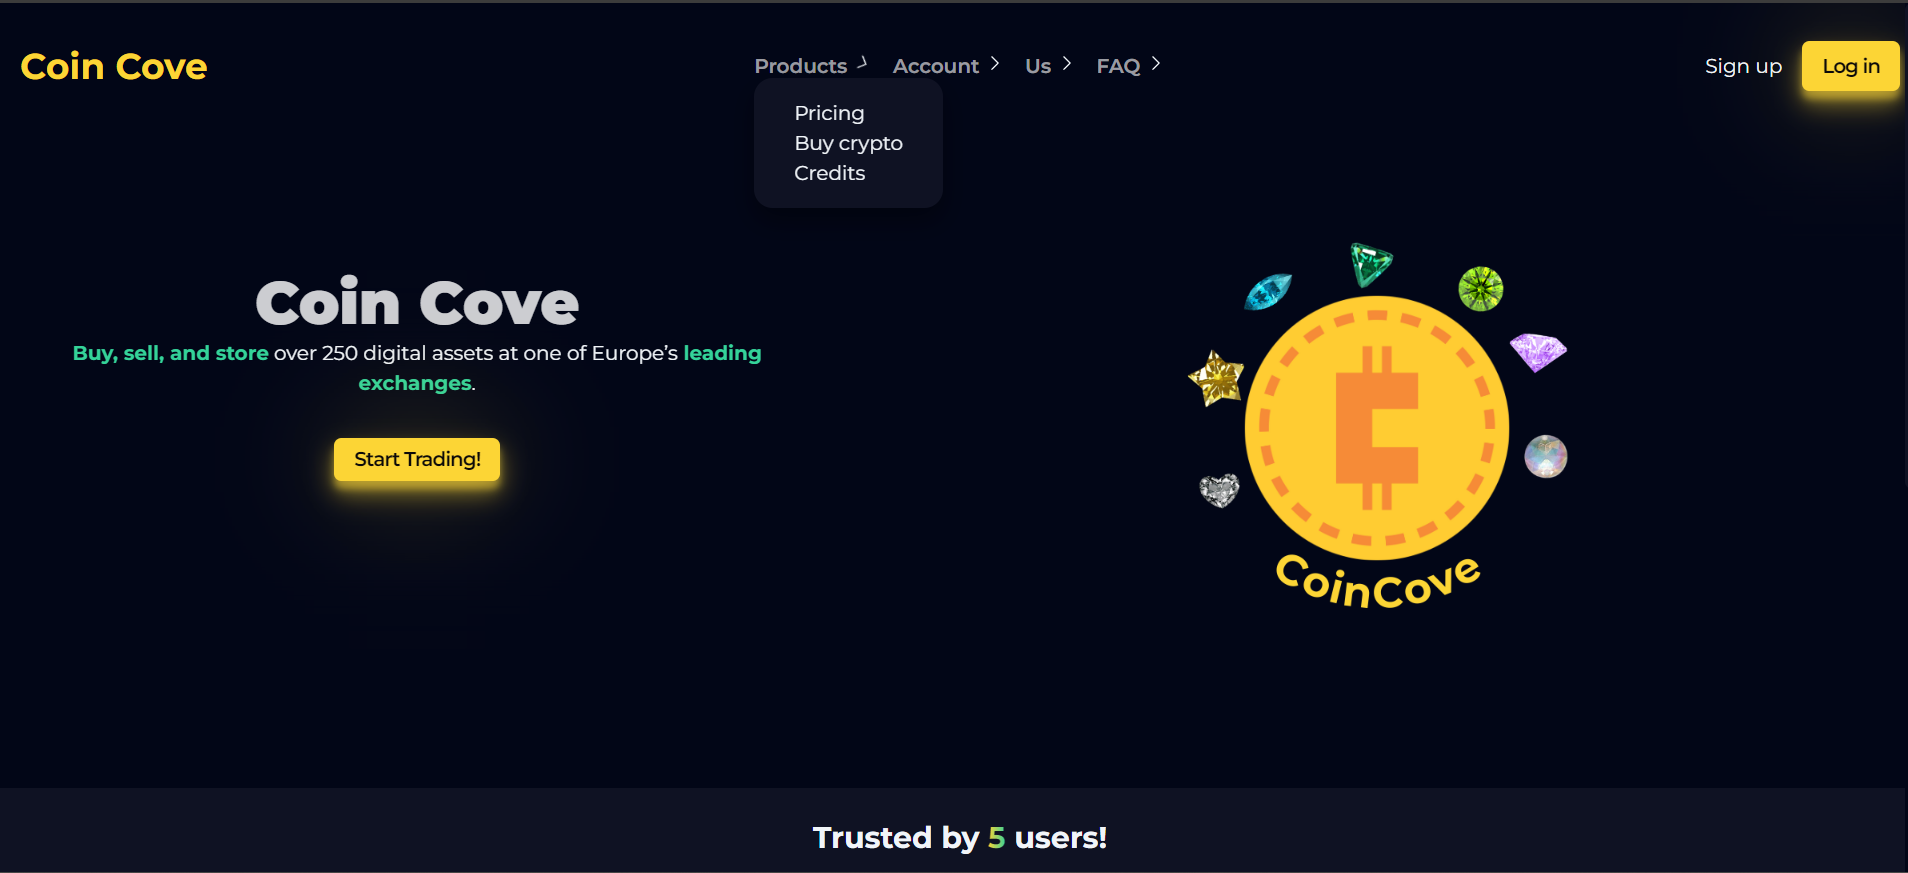 Coin Cove
Products Account Us FAQ
Sign up Log in
Pricing
Buy crypto
Credits
Coin Cove
Buy, sell, and store over 250 digital assets at one of Europe’s leading
exchanges.
Start Trading!
CoinCove
Trusted by 5 users!